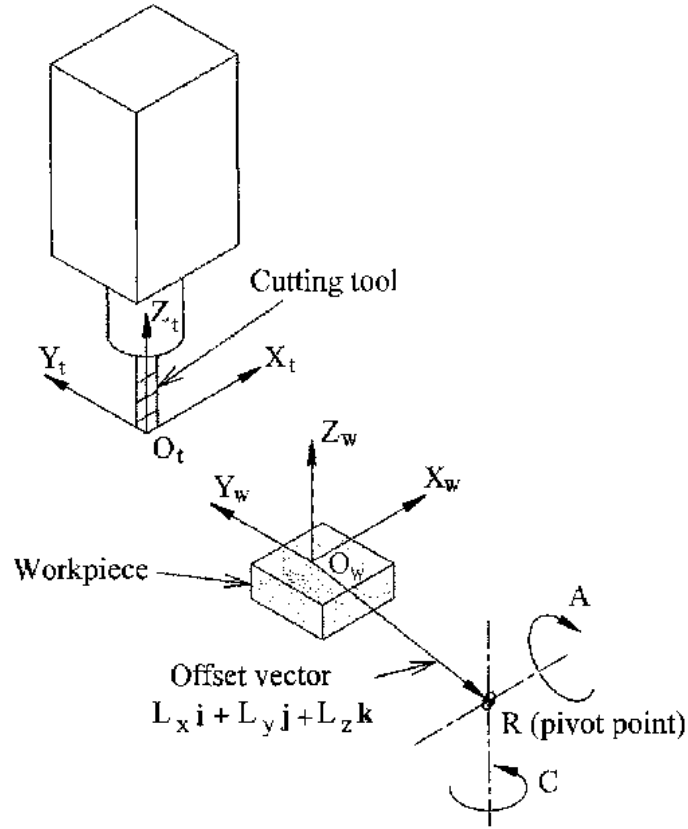 Cutting tool
Z_t
Y_t
X_t
O_t
Z_w
Y_w
X_w
O_w
Workpiece
A
Offset vector
L_x i + L_y j + L_z k
R (pivot point)
C